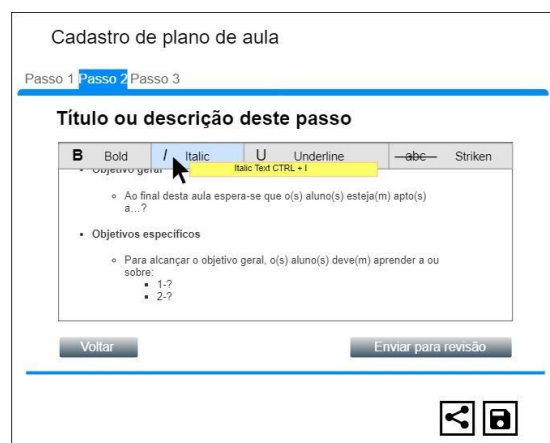 Cadastro de plano de aula
Passo 1 Passo 2 Passo 3
Título ou descrição deste passo
B Bold I Italic U Underline abc Striken
Italic Text CTRL + I
• Objetivo geral
Ao final desta aula espera-se que o(s) aluno(s) esteja(m) apto(s)
a...?
• Objetivos específicos
Para alcançar o objetivo geral, o(s) aluno(s) deve(m) aprender a ou
sobre:
1-?
2-?
Voltar Enviar para revisão